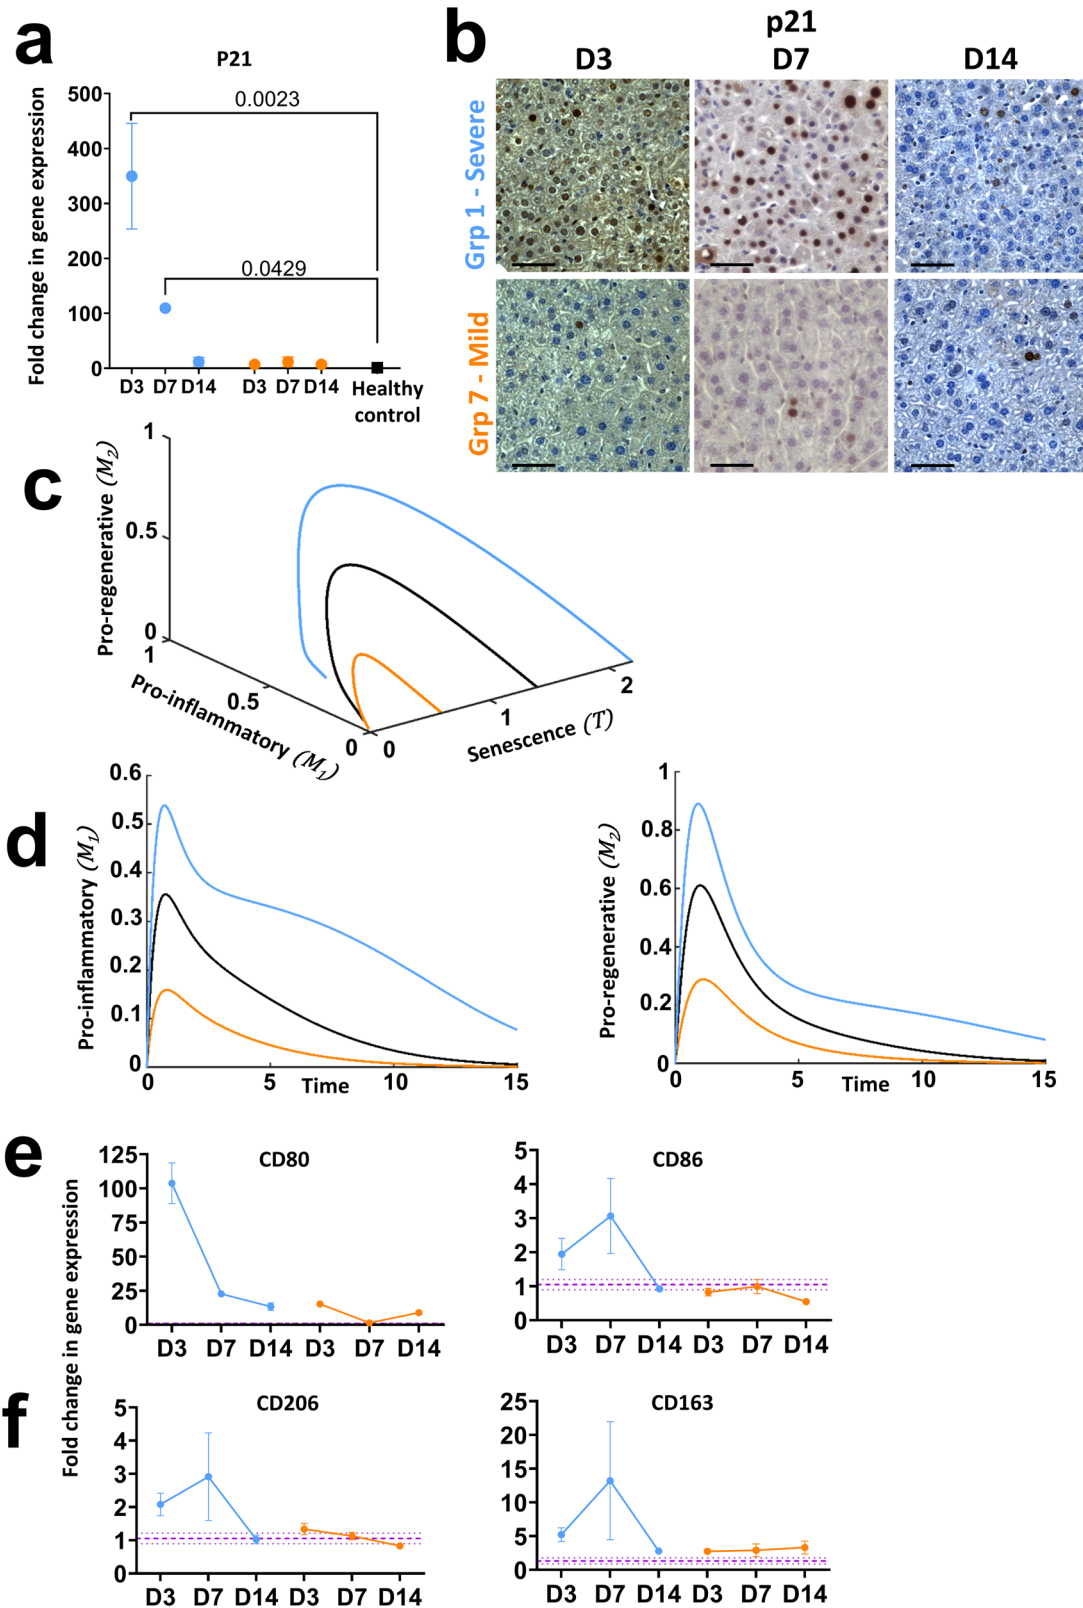 a
P21
Fold change in gene expression
500
400
300
200
100
0
0.0023
0.0429
D3 D7 D14 D3 D7 D14 Healthy control
b
p21
D3 D7 D14
Grp 1 - Severe
Grp 7 - Mild
c
Pro-regenerative (M2)
1
0.5
0
Pro-inflammatory (M1)
1
0.5
0
Senescence (T)
0
1
2
d
Pro-inflammatory (M1)
0.6
0.5
0.4
0.3
0.2
0.1
0
0 5 10 15
Time
Pro-regenerative (M2)
1
0.8
0.6
0.4
0.2
0
0 5 10 15
Time
e
Fold change in gene expression
CD80
125
100
75
50
25
0
D3 D7 D14 D3 D7 D14
CD86
5
4
3
2
1
0
D3 D7 D14 D3 D7 D14
f
CD206
5
4
3
2
1
0
D3 D7 D14 D3 D7 D14
CD163
25
20
15
10
5
0
D3 D7 D14 D3 D7 D14